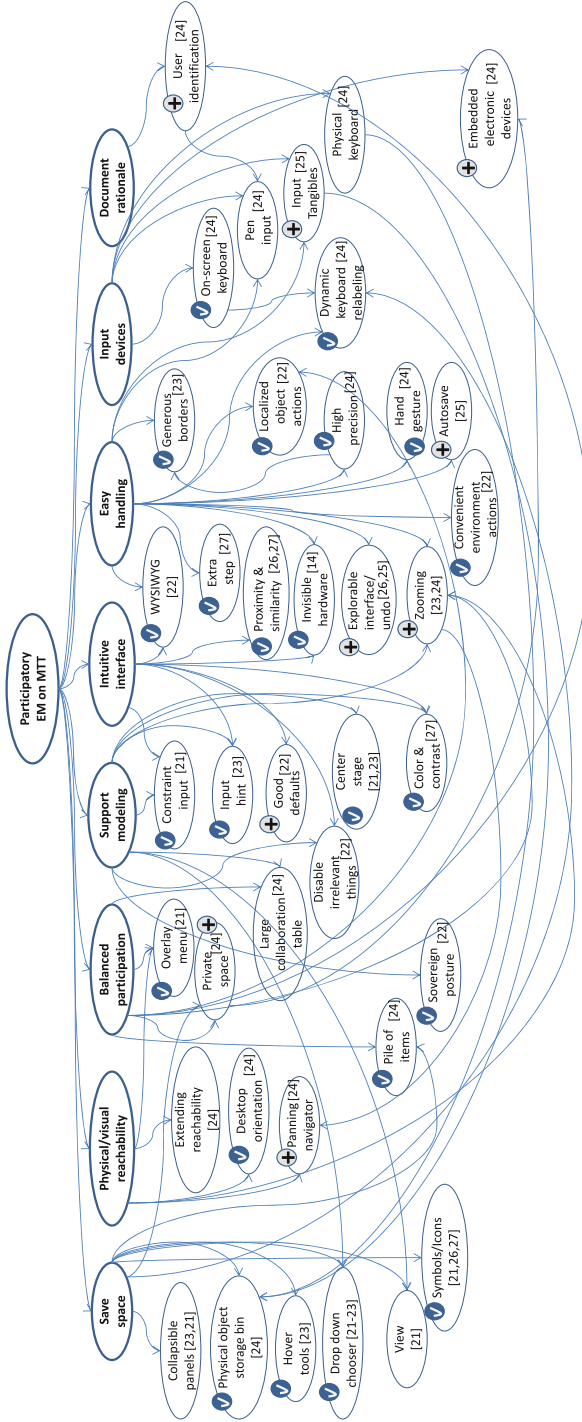 Participatory
EM on MTT
Save
space
Physical/visual
reachability
Balanced
participation
Support
modeling
Intuitive
interface
Easy
handling
Input
devices
Document
rationale
Collapsible
panels [23,21]
Physical object
storage bin
[24]
Hover
tools [23]
Drop down
chooser [21-23]
View
[21]
Symbols/Icons
[21,26,27]
Extending
reachability
[24]
Desktop [24]
orientation
Panning [24]
navigator
Overlay
menu [21]
Private
space [24]
Large
collaboration [24]
table
Pile of
items [24]
Sovereign
posture [22]
Constraint
input [21]
Input
hint [23]
Good [22]
defaults
Disable
irrelevant
things [22]
Center
stage
[21,23]
Color &
contrast [27]
WYSIWYG
[22]
Extra [27]
step
Proximity &
similarity [26,27]
Invisible [14]
hardware
Explorable
interface/
undo [26,25]
Zooming
[23,24]
Convenient
environment
actions [22]
Generous
borders [23]
Localized
object [22]
actions
High
precision [24]
Hand [24]
gesture
Autosave
[25]
On-screen [24]
keyboard
Pen [24]
input
Input [25]
Tangibles
Dynamic
keyboard [24]
relabeling
Physical [24]
keyboard
User [24]
identification
Embedded
electronic [24]
devices